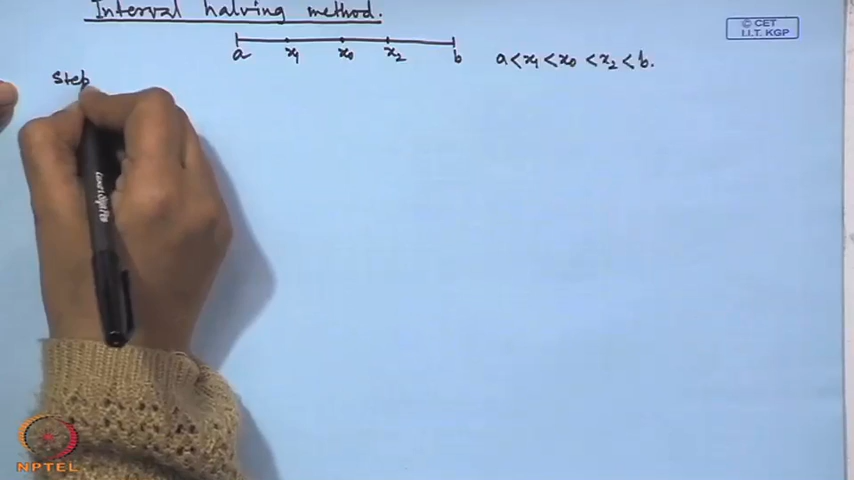 Interval halving method.
© CET
I.I.T. KGP
a x₁ x₀ x₂ b
a < x₁ < x₀ < x₂ < b.
Step
NPTEL